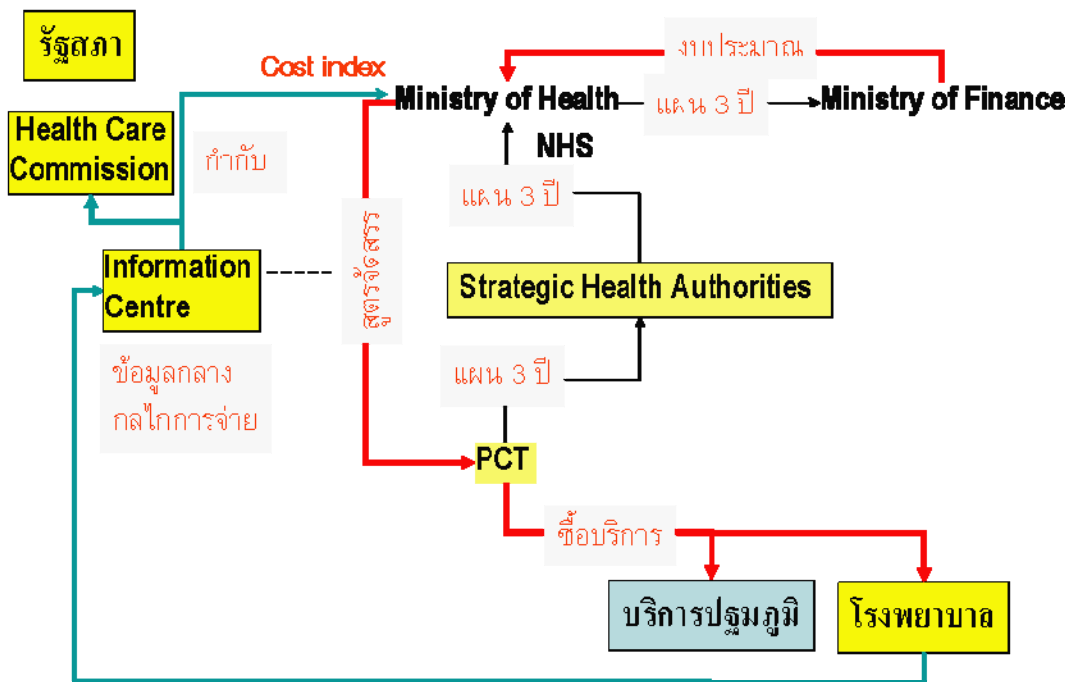 รัฐสภา
งบประมาณ
Cost index
Ministry of Health
แผน 3 ปี
Ministry of Finance
Health Care
Commission
กำกับ
NHS
แผน 3 ปี
สูตรจัดสรร
Information
Centre
Strategic Health Authorities
ข้อมูลกลาง
กลไกการจ่าย
แผน 3 ปี
PCT
ซื้อบริการ
บริการปฐมภูมิ
โรงพยาบาล